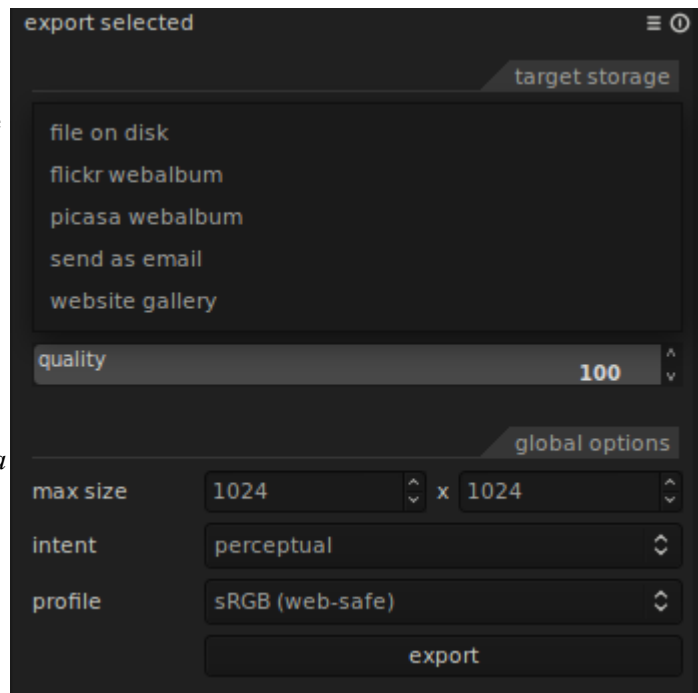 export selected
target storage
file on disk
flickr webalbum
picasa webalbum
send as email
website gallery
quality
100
global options
a
max size 1024 x 1024
intent perceptual
profile sRGB (web-safe)
export